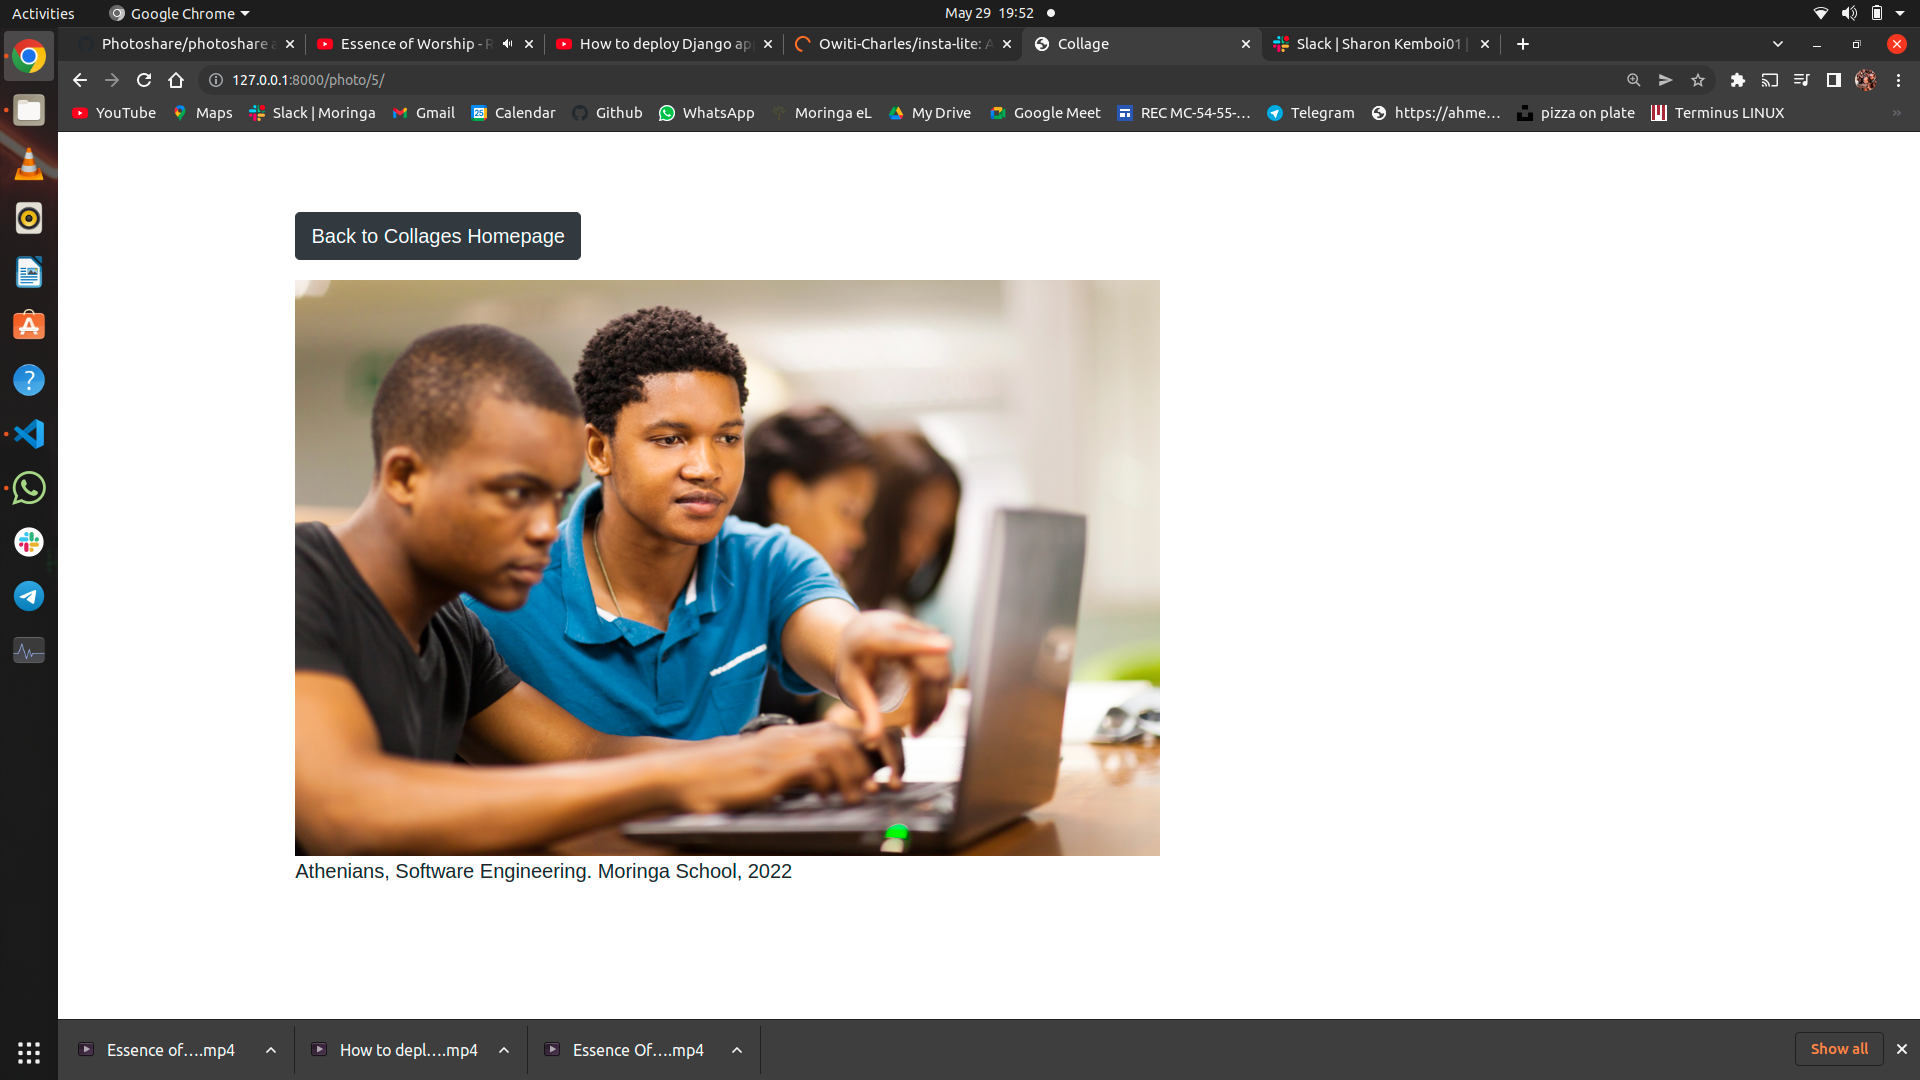 Activities
Google Chrome
May 29 19:52
Photoshare/photoshare a
Essence of Worship - R
How to deploy Django ap
Owiti-Charles/insta-lite: A
Collage
Slack | Sharon Kemboi01 |
127.0.0.1:8000/photo/5/
YouTube
Maps
Slack | Moringa
Gmail
Calendar
Github
WhatsApp
Moringa eL
My Drive
Google Meet
REC MC-54-55-…
Telegram
https://ahme…
pizza on plate
Terminus LINUX
Back to Collages Homepage
Athenians, Software Engineering. Moringa School, 2022
Essence of….mp4
How to depl….mp4
Essence Of….mp4
Show all